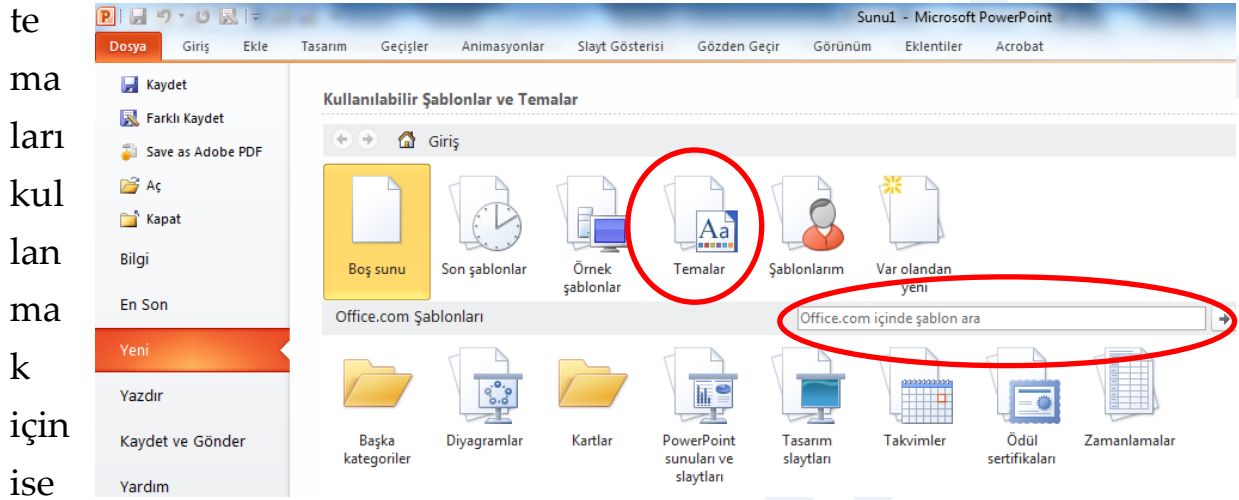 te
ma
ları
kul
lan
ma
k
için
ise
Sunu1 - Microsoft PowerPoint
Dosya Giriş Ekle Tasarım Geçişler Animasyonlar Slayt Gösterisi Gözden Geçir Görünüm Eklentiler Acrobat
Kaydet
Farklı Kaydet
Save as Adobe PDF
Aç
Kapat
Bilgi
En Son
Yeni
Yazdır
Kaydet ve Gönder
Yardım
Kullanılabilir Şablonlar ve Temalar
Giriş
Boş sunu
Son şablonlar
Örnek
şablonlar
Aa
Temalar
Şablonlarım
Var olandan
yeni
Office.com Şablonları
Office.com içinde şablon ara
Başka
kategoriler
Diyagramlar
Kartlar
PowerPoint
sunuları ve
slaytları
Tasarım
slaytları
Takvimler
Ödül
sertifikaları
Zamanlamalar